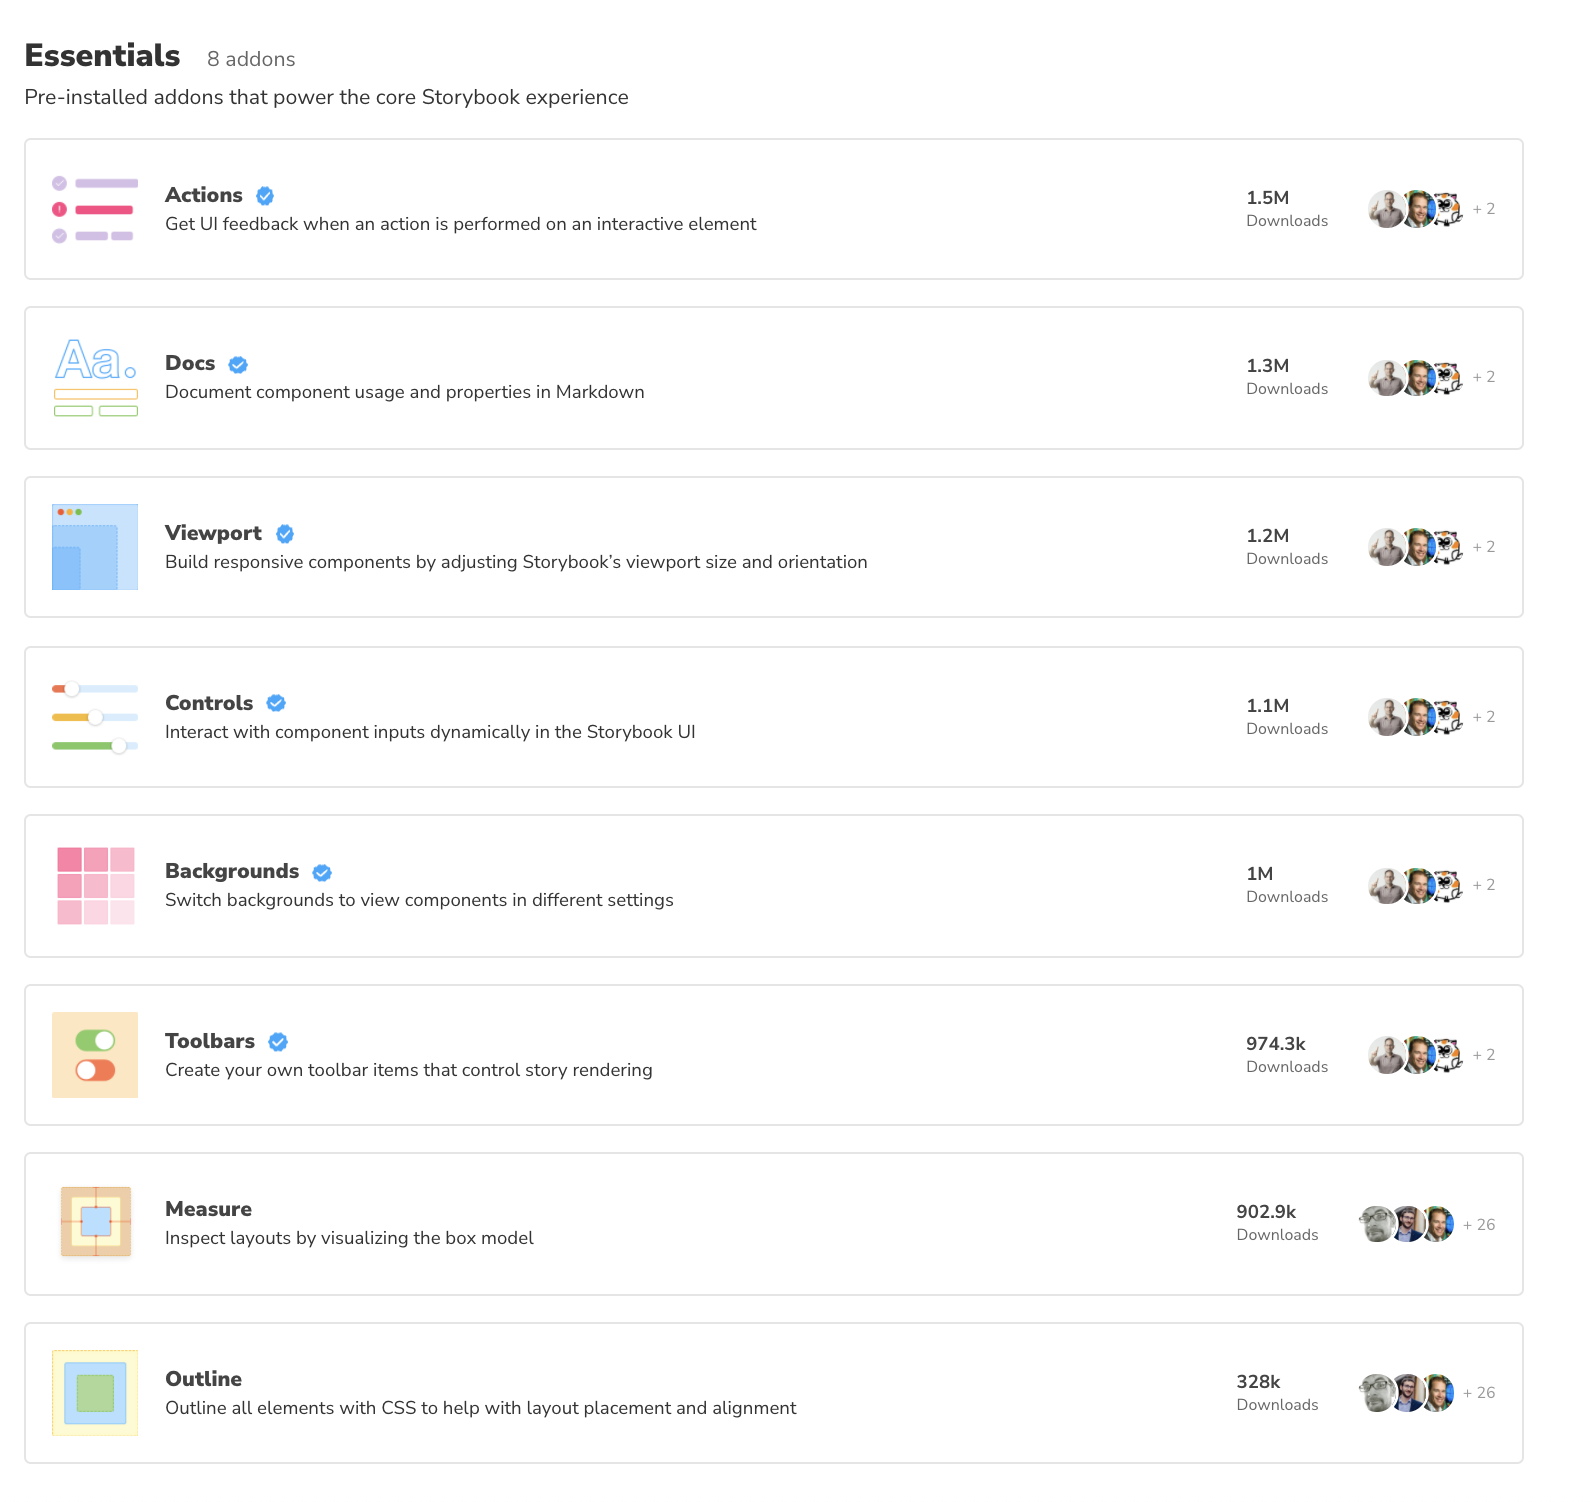 Essentials 8 addons
Pre-installed addons that power the core Storybook experience
Actions
Get UI feedback when an action is performed on an interactive element
1.5M
Downloads
+ 2
Aa.
Docs
Document component usage and properties in Markdown
1.3M
Downloads
+ 2
Viewport
Build responsive components by adjusting Storybook’s viewport size and orientation
1.2M
Downloads
+ 2
Controls
Interact with component inputs dynamically in the Storybook UI
1.1M
Downloads
+ 2
Backgrounds
Switch backgrounds to view components in different settings
1M
Downloads
+ 2
Toolbars
Create your own toolbar items that control story rendering
974.3k
Downloads
+ 2
Measure
Inspect layouts by visualizing the box model
902.9k
Downloads
+ 26
Outline
Outline all elements with CSS to help with layout placement and alignment
328k
Downloads
+ 26